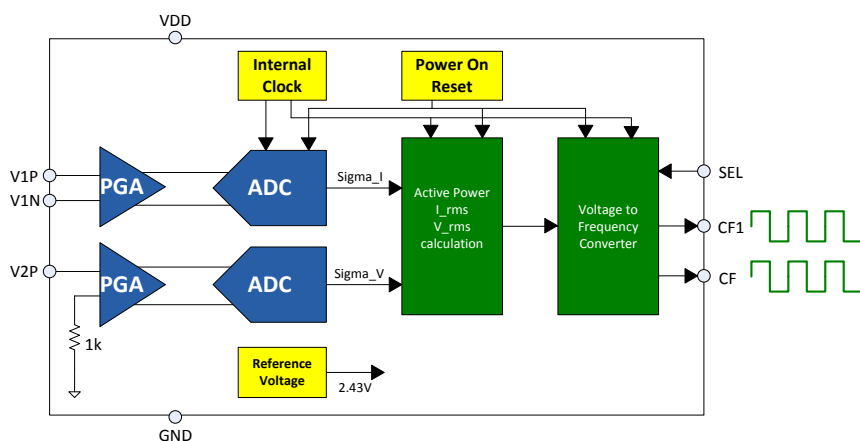 VDD
Internal
Clock
Power On
Reset
V1P
V1N
PGA
ADC
Sigma_I
Active Power
I_rms
V_rms
calculation
Voltage to
Frequency
Converter
SEL
CF1
CF
V2P
PGA
ADC
Sigma_V
1k
Reference
Voltage
2.43V
GND